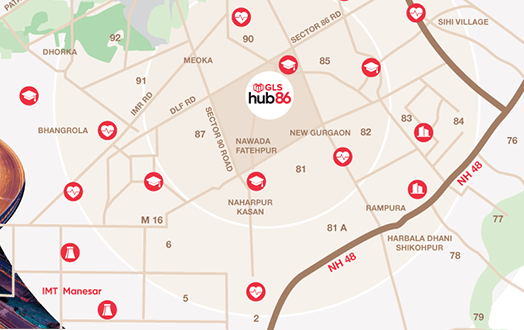 PATA
SIHI VILLAGE
90
SECTOR 86 RD
92
DHORKA
MEOKA
85
91
GLS
hub86
IMR RD
DLF RD
BHANGROLA
87
SECTOR 90 ROAD
NEW GURGAON
82
83
84
76
NAWADA
FATEHPUR
81
NH 48
NAHARPUR
KASAN
RAMPURA
M 16
77
81 A
HARBALA DHANI
SHIKOHPUR
6
78
NH 48
IMT Manesar
5
2
79